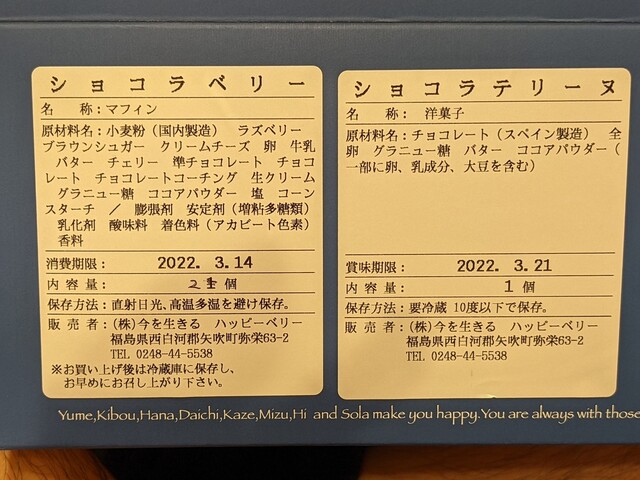 ショコラベリー
名 称：マフィン
原材料名：小麦粉（国内製造） ラズベリー
ブラウンシュガー クリームチーズ 卵 牛乳
バター チェリー 準チョコレート チョコ
レート チョコレートコーチング 生クリーム
グラニュー糖 ココアパウダー 塩 コーン
スターチ ／ 膨張剤 安定剤（増粘多糖類）
乳化剤 酸味料 着色料（アカビート色素）
香料
消費期限： 2022. 3.14
内 容 量： 2個
保存方法：直射日光､高温多湿を避け保存。
販 売 者：（株）今を生きる ハッピーベリー
福島県西白河郡矢吹町弥栄63-2
TEL 0248-44-5538
※お買い上げ後は冷蔵庫に保存し、
お早めにお召し上がり下さい。
ショコラテリーヌ
名 称： 洋菓子
原材料名：チョコレート（スペイン製造） 全
卵 グラニュー糖 バター ココアパウダー（
一部に卵、乳成分、大豆を含む）
賞味期限： 2022. 3.21
内 容 量： 1 個
保存方法：要冷蔵 10度以下で保存。
販 売 者：（株）今を生きる ハッピーベリー
福島県西白河郡矢吹町弥栄63-2
TEL 0248-44-5538
Yume,Kibou,Hana,Daichi,Kaze,Mizu,Hi and Sola make you happy.You are always with those